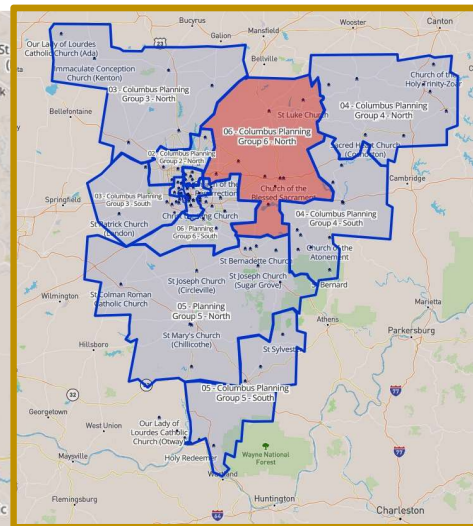 Bucyrus
Wooster
Canton
Galion
Mansfield
Our Lady of Lourdes
Catholic Church (Ada)
23
Bellville
Immaculate Conception
Church (Kenton)
Church of the
Holy Trinity-Zoar
03 - Columbus Planning
Group 3 - North
04 - Columbus Planning
Group 4 - North
St Luke Church
Bellefontaine
06 - Columbus Planning
Group 6 - North
Sacred Heart Church
02 - Columbus Planning
Group 2 - North
Cambridge
Church of the
Blessed Sacrament
03 - Columbus Planning
Group 3 - South
Springfield
04 - Columbus Planning
Group 4 - South
St Patrick Church
(London)
06 - Planning
Group 6 - South
Church of the
Atonement
St Bernadette Church
St Joseph Church
(Circleville)
St Joseph Church
(Sugar Grove)
St Bernard
St Colman Roman
Catholic Church
Wilmington
05 - Planning
Group 5 - North
Marietta
Athens
Parkersburg
St Mary's Church
(Chillicothe)
Hillsboro
St Sylvester
05 - Columbus Planning
Group 5 - South
77
32
Georgetown
West Union
Our Lady of
Lourdes Catholic
Church (Otway)
Holy Redeemer
Wayne National
Forest
77
Maysville
Flemingsburg
Huntington
64
Charleston